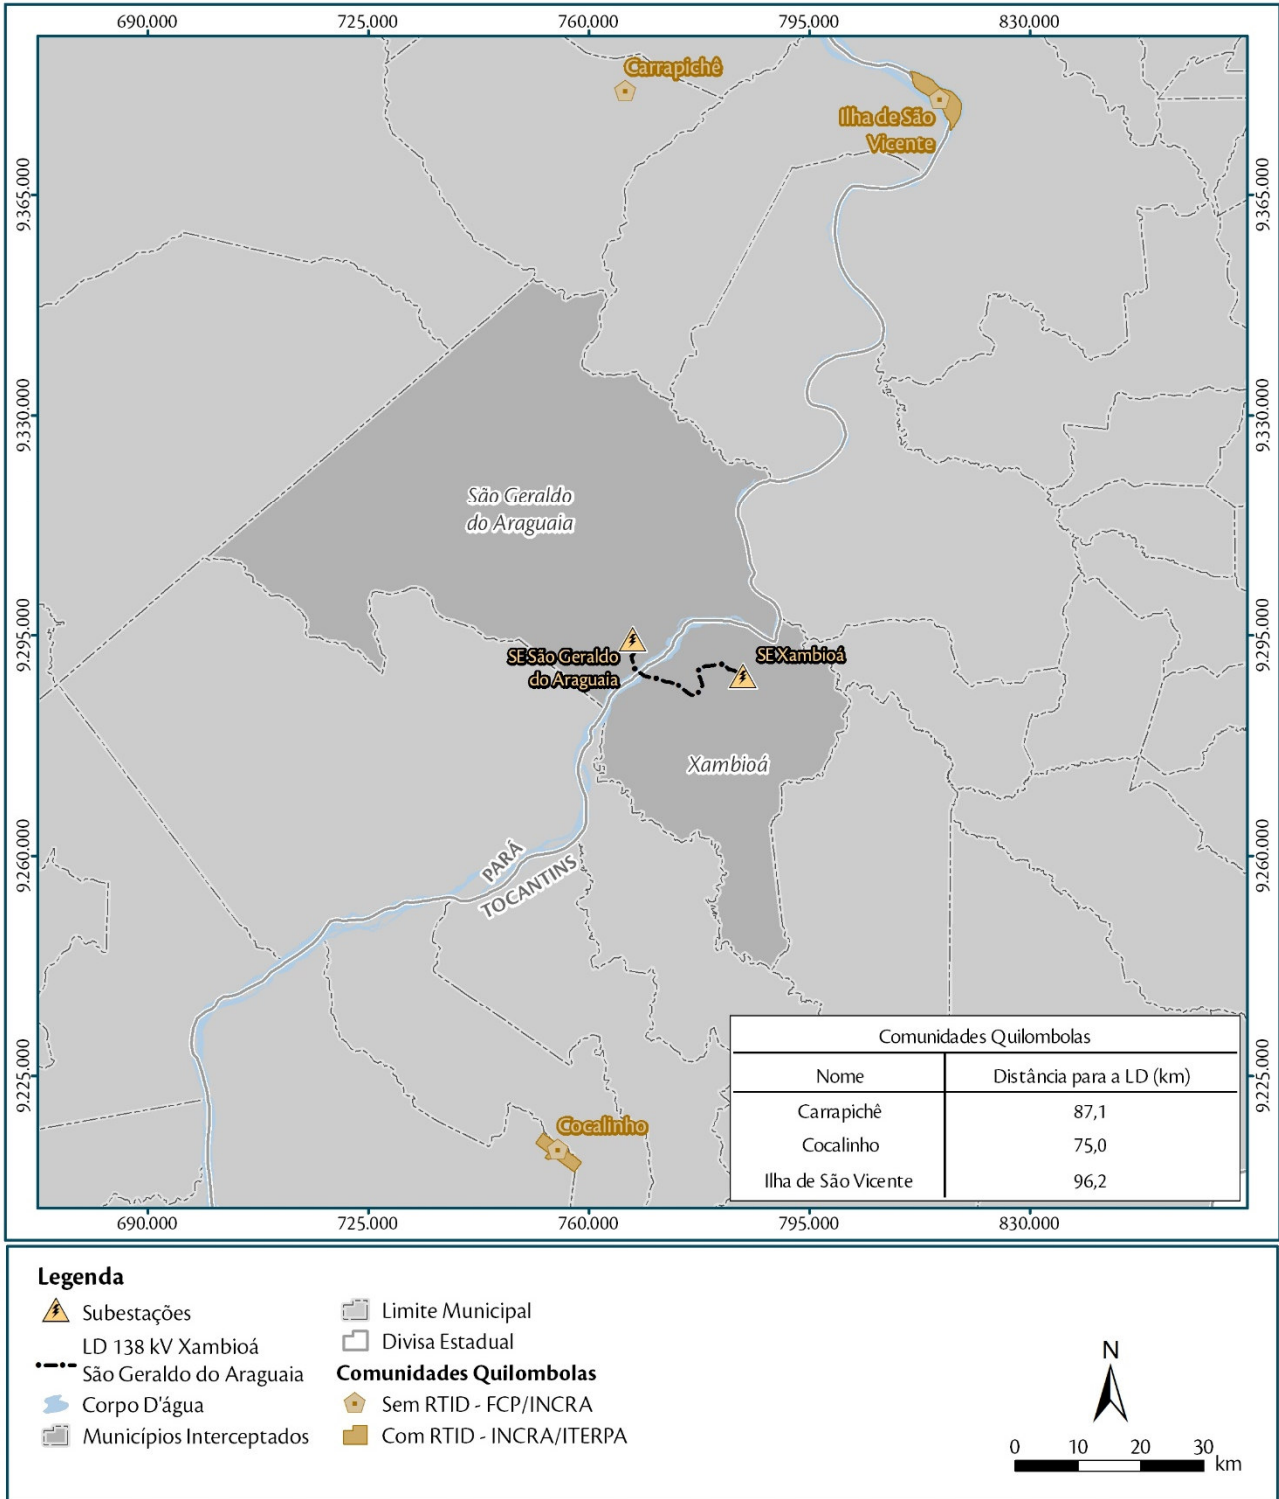 690.000 725.000 760.000 795.000 830.000
Carrapichê
Ilha de São
Vicente
9.365.000 9.365.000
9.330.000 9.330.000
São Geraldo
do Araguaia
9.295.000 9.295.000
SE São Geraldo
do Araguaia
SE Xambioá
Xambioá
PARÁ
TOCANTINS
9.260.000 9.260.000
9.225.000 9.225.000
Cocalinho
Comunidades Quilombolas
Nome Distância para a LD (km)
Carrapichê 87,1
Cocalinho 75,0
Ilha de São Vicente 96,2
690.000 725.000 760.000 795.000 830.000
Legenda
Subestações
LD 138 kV Xambioá
São Geraldo do Araguaia
Corpo D'água
Municípios Interceptados
Limite Municipal
Divisa Estadual
Comunidades Quilombolas
Sem RTID - FCP/INCRA
Com RTID - INCRA/ITERPA
N
0 10 20 30
km